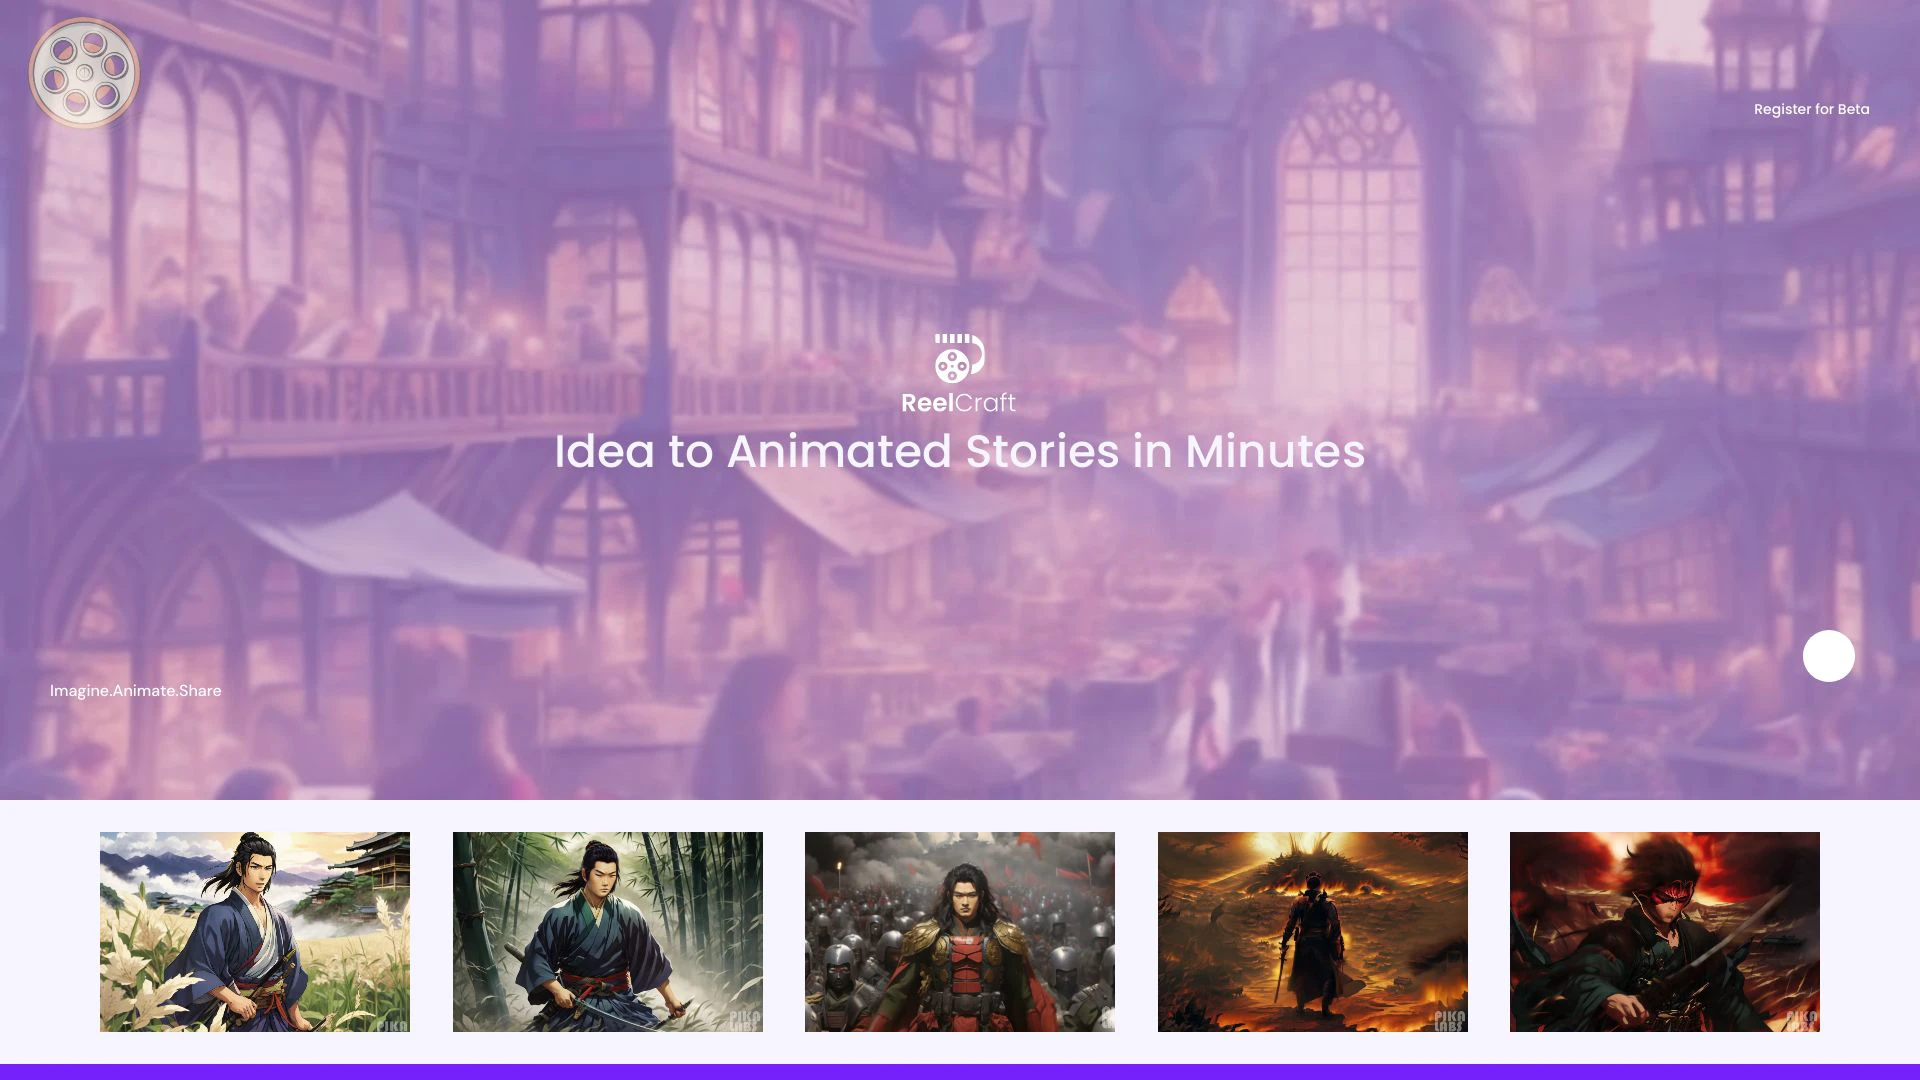 Register for Beta
ReelCraft
Idea to Animated Stories in Minutes
Imagine.Animate.Share
PIKA
PIKA
LABS
PIKA
LABS
PIKA
LABS